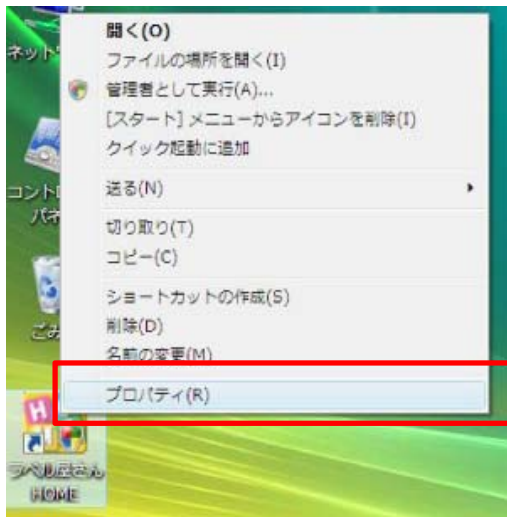 開く(O)
ファイルの場所を開く(I)
管理者として実行(A)...
[スタート] メニューからアイコンを削除(I)
クイック起動に追加
送る(N)
切り取り(T)
コピー(C)
ショートカットの作成(S)
削除(D)
名前の変更(M)
プロパティ(R)
ネット
コントロ
パネ
ごみ
H
ラベル屋さん
HOME